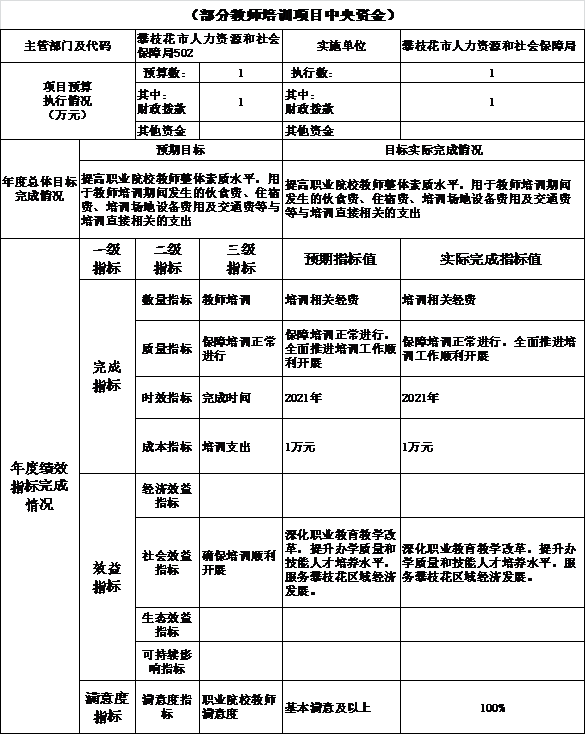 （部分教师培训项目中央资金）
主管部门及代码
攀枝花市人力资源和社会
保障局502
实施单位
攀枝花市人力资源和社会保障局
项目预算
执行情况
（万元）
预算数：
1
执行数：
1
其中：
财政拨款
1
其中：
财政拨款
1
其他资金
其他资金
年度总体目标
完成情况
预期目标
目标实际完成情况
提高职业院校教师整体素质水平。用
于教师培训期间发生的伙食费、住宿
费、培训场地设备费用及交通费等与
培训直接相关的支出
提高职业院校教师整体素质水平。用于教师培训期间
发生的伙食费、住宿费、培训场地设备费用及交通费等
与培训直接相关的支出
年度绩效
指标完成
情况
一级
指标
二级
指标
三级
指标
预期指标值
实际完成指标值
完成
指标
数量指标
教师培训
培训相关经费
培训相关经费
质量指标
保障培训正常
进行
保障培训正常进行。
全面推进培训工作顺
利开展
保障培训正常进行。全面推进培
训工作顺利开展
时效指标
完成时间
2021年
2021年
成本指标
培训支出
1万元
1万元
效益
指标
经济效益
指标
社会效益
指标
确保培训顺利
开展
深化职业教育教学改
革。提升办学质量和
技能人才培养水平。
服务攀枝花区域经济
发展。
深化职业教育教学改革。提升办
学质量和技能人才培养水平。服
务攀枝花区域经济发展。
生态效益
指标
可持续影
响指标
满意度
指标
满意度指
标
职业院校教师
满意度
基本满意及以上
100%